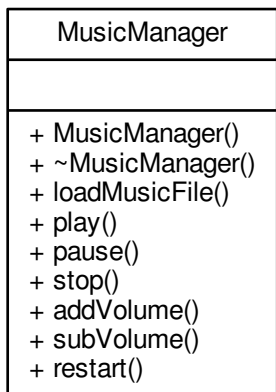 MusicManager
+ MusicManager()
+ ~MusicManager()
+ loadMusicFile()
+ play()
+ pause()
+ stop()
+ addVolume()
+ subVolume()
+ restart()